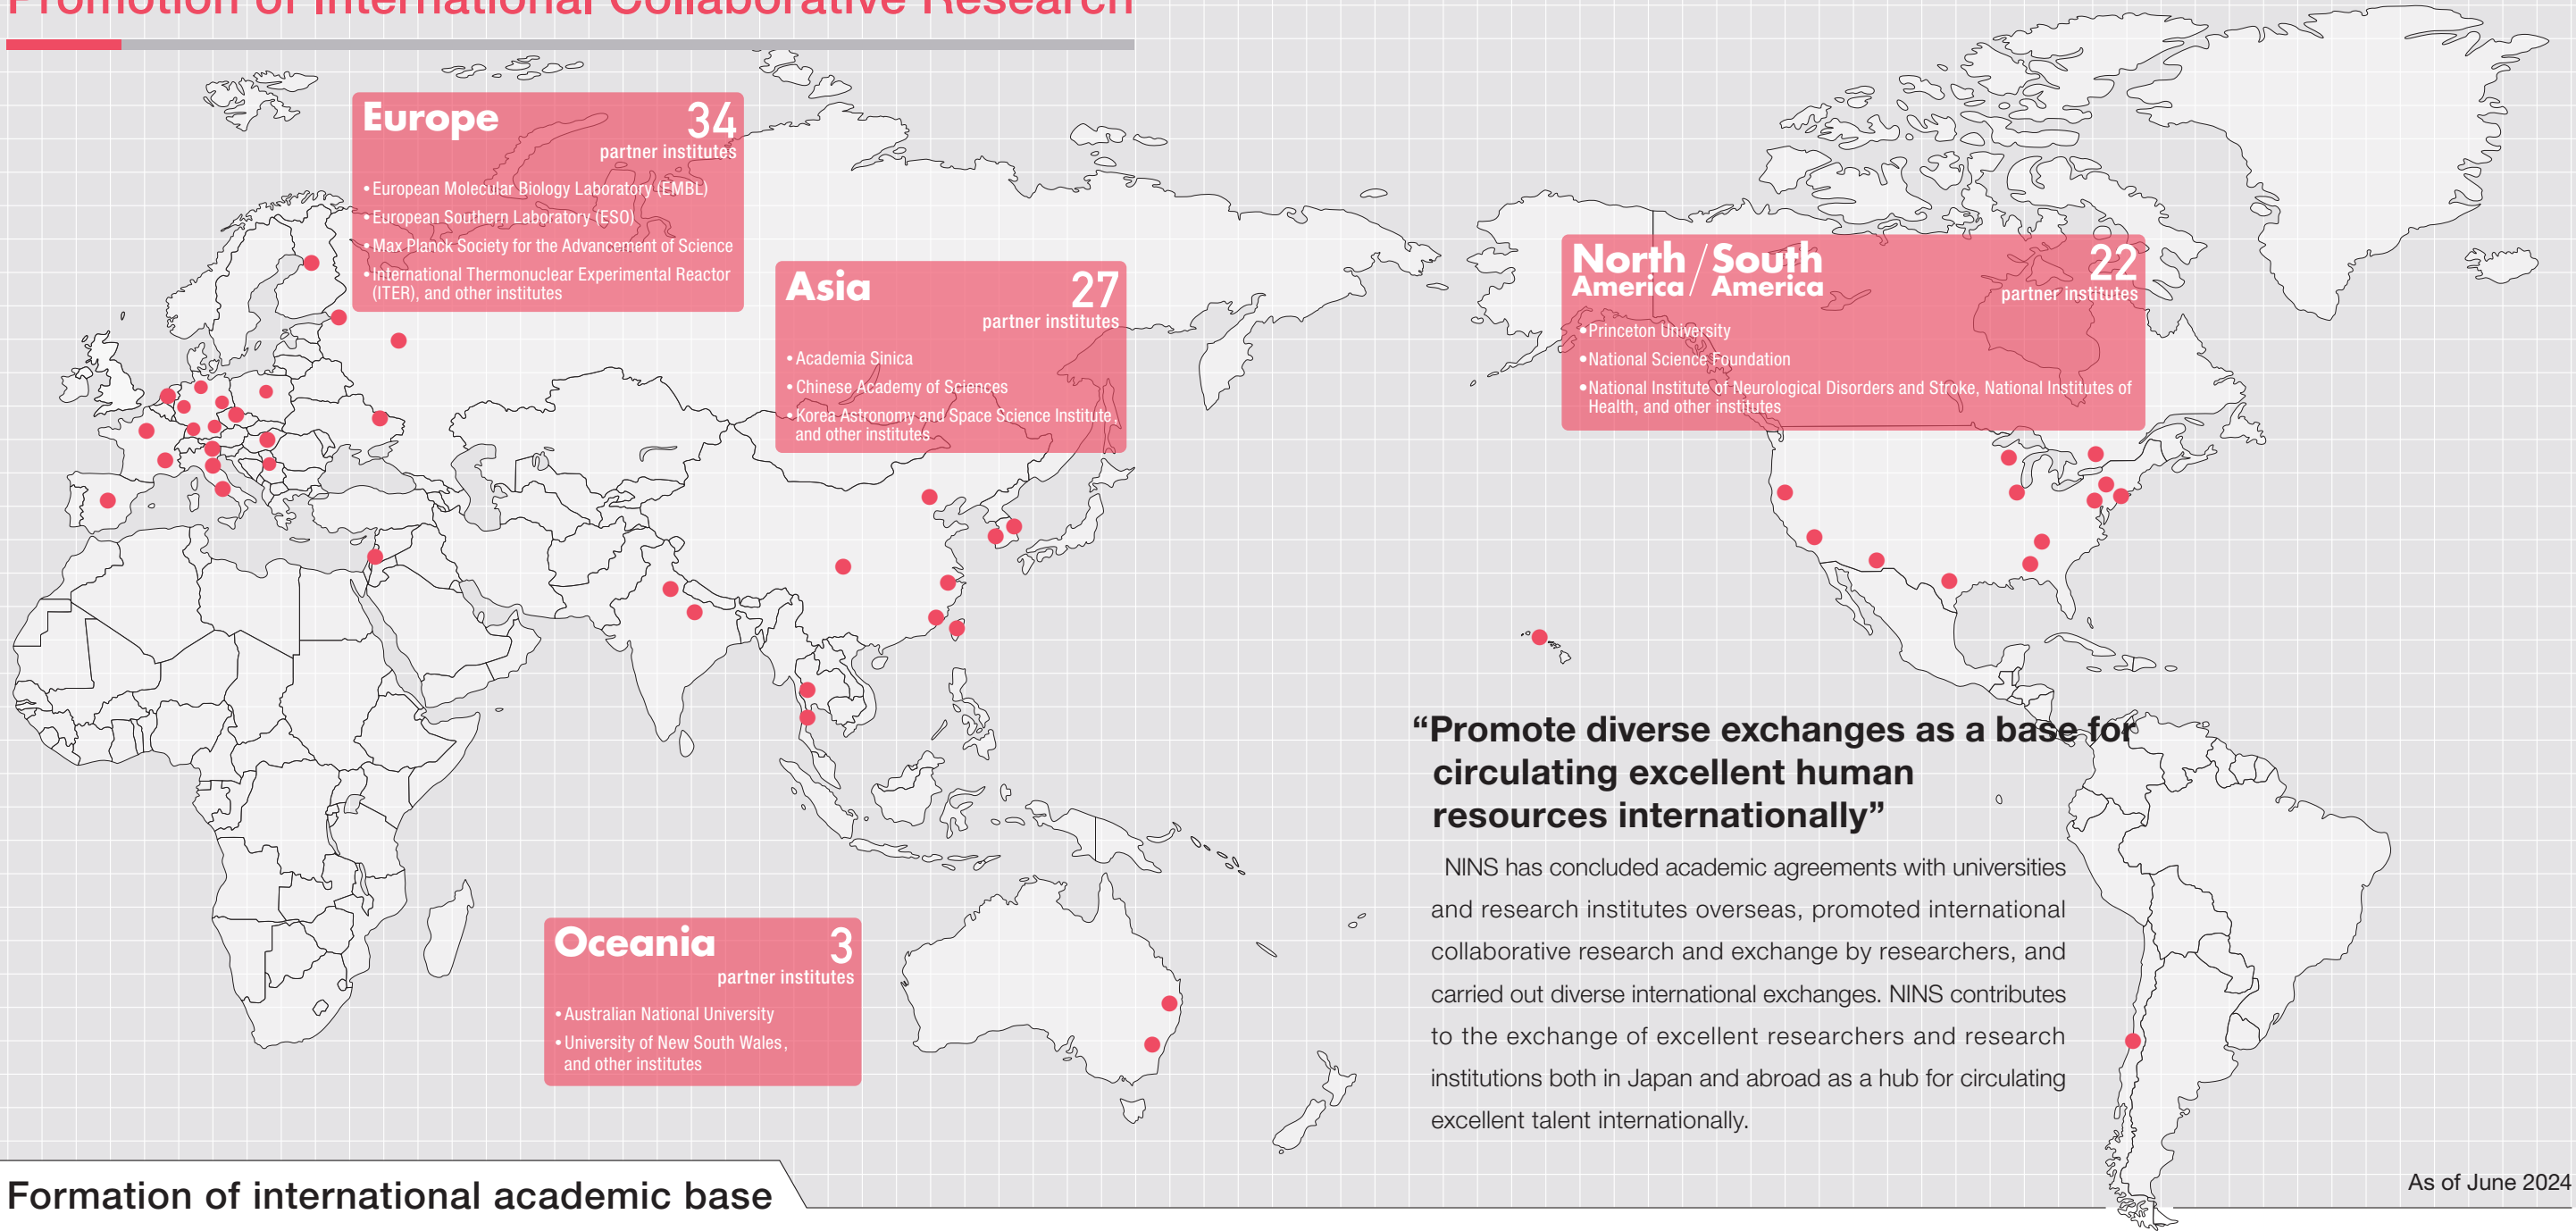 Promotion of International Collaborative Research
Europe
34
partner institutes
•European Molecular Biology Laboratory (EMBL)
•European Southern Laboratory (ESO)
•Max Planck Society for the Advancement of Science
•International Thermonuclear Experimental Reactor
(ITER), and other institutes
Asia
27
partner institutes
•Academia Sinica
•Chinese Academy of Sciences
•Korea Astronomy and Space Science Institute,
and other institutes
North / South
America / America
22
partner institutes
•Princeton University
•National Science Foundation
•National Institute of Neurological Disorders and Stroke, National Institutes of
Health, and other institutes
Oceania
3
partner institutes
•Australian National University
•University of New South Wales,
and other institutes
“Promote diverse exchanges as a base for
circulating excellent human
resources internationally”
NINS has concluded academic agreements with universities
and research institutes overseas, promoted international
collaborative research and exchange by researchers, and
carried out diverse international exchanges. NINS contributes
to the exchange of excellent researchers and research
institutions both in Japan and abroad as a hub for circulating
excellent talent internationally.
As of June 2024
Formation of international academic base